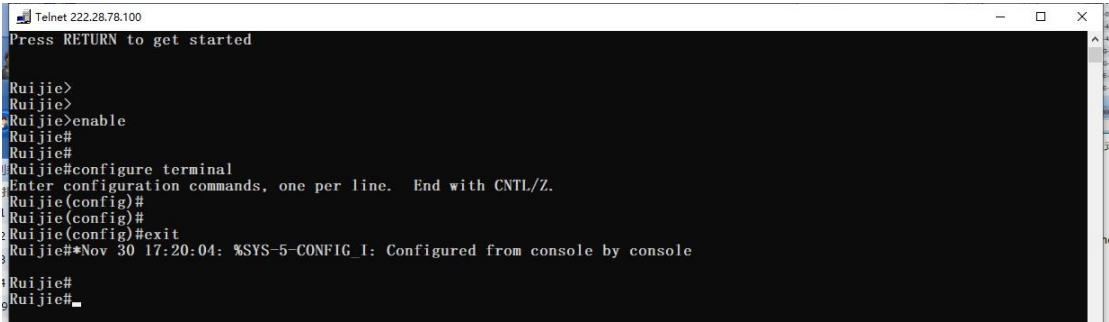 Telnet 222.28.78.100
Press RETURN to get started
Ruijie>
Ruijie>
Ruijie>enable
Ruijie#
Ruijie#
Ruijie#configure terminal
Enter configuration commands, one per line.  End with CNTL/Z.
Ruijie(config)#
Ruijie(config)#
Ruijie(config)#exit
Ruijie#*Nov 30 17:20:04: %SYS-5-CONFIG_I: Configured from console by console
Ruijie#
Ruijie#